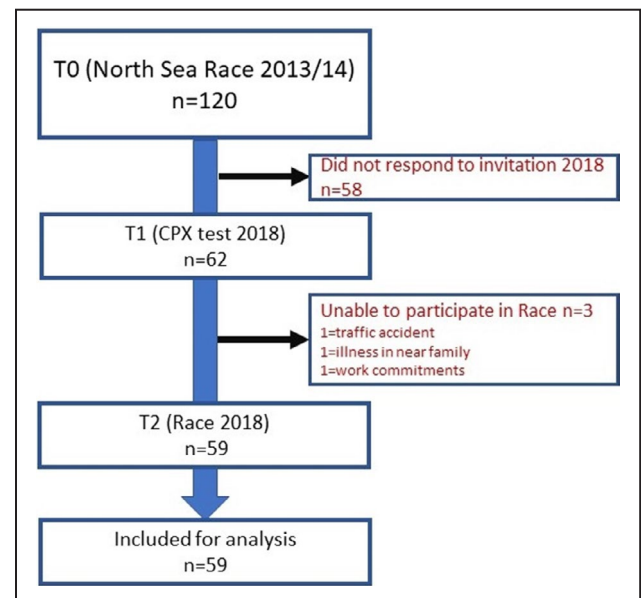 T0 (North Sea Race 2013/14)
n=120
Did not respond to invitation 2018
n=58
T1 (CPX test 2018)
n=62
Unable to participate in Race n=3
1=traffic accident
1=illness in near family
1=work commitments
T2 (Race 2018)
n=59
Included for analysis
n=59